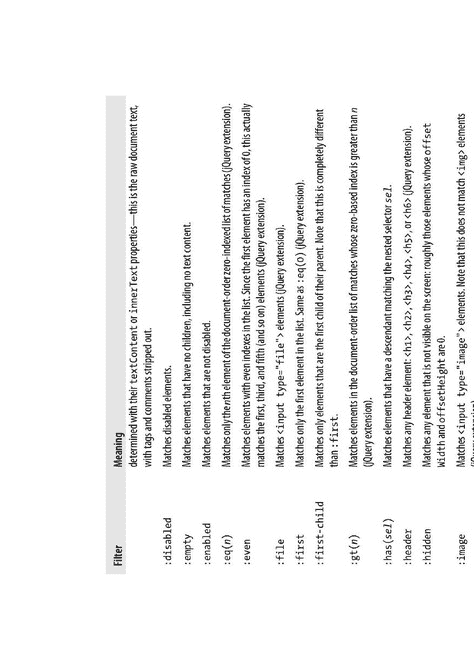 Filter Meaning
determined with their textContent or innerText properties—this is the raw document text,
with tags and comments stripped out.
:disabled Matches disabled elements.
:empty Matches elements that have no children, including no text content.
:enabled Matches elements that are not disabled.
:eq(n) Matches only the nth element of the document-order zero-indexed list of matches (jQuery extension).
:even Matches elements with even indexes in the list. Since the first element has an index of 0, this actually
matches the first, third, and fifth (and so on) elements (jQuery extension).
:file Matches <input type="file"> elements (jQuery extension).
:first Matches only the first element in the list. Same as :eq(0) (jQuery extension).
:first-child Matches only elements that are the first child of their parent. Note that this is completely different
than :first.
:gt(n) Matches elements in the document-order list of matches whose zero-based index is greater than n
(jQuery extension).
:has(sel) Matches elements that have a descendant matching the nested selector sel.
:header Matches any header element: <h1>, <h2>, <h3>, <h4>, <h5>, or <h6> (jQuery extension).
:hidden Matches any element that is not visible on the screen: roughly those elements whose offset
Width and offsetHeight are 0.
:image Matches <input type="image"> elements. Note that this does not match <img> elements